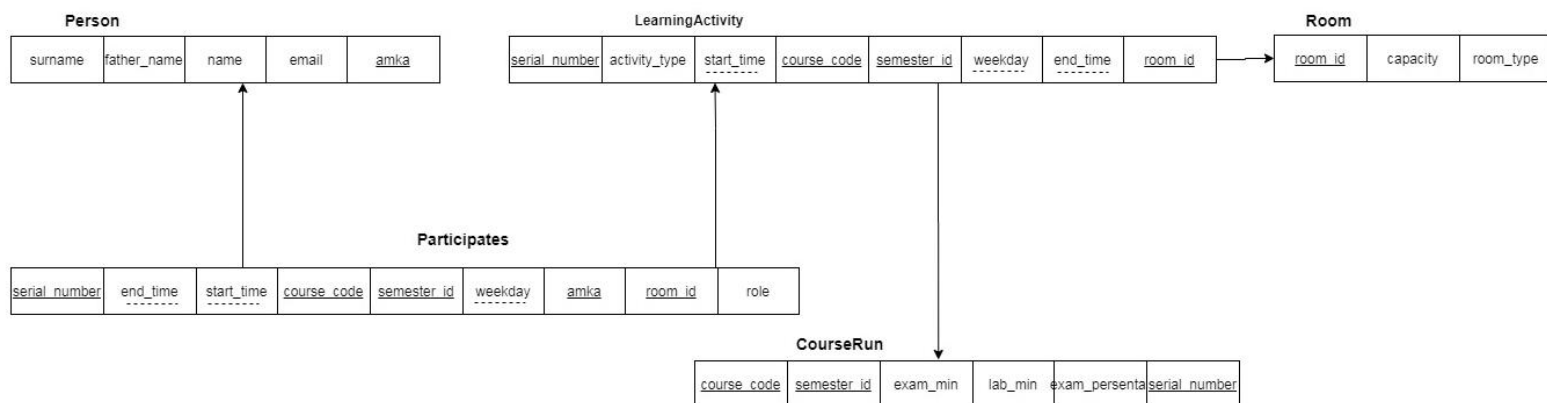 Person
LearningActivity
Room
surname father_name name email amka
serial_number activity_type start_time course_code semester_id weekday end_time room_id
room_id capacity room_type
Participates
serial_number end_time start_time course_code semester_id weekday amka room_id role
CourseRun
course_code semester_id exam_min lab_min exam_persenta serial_number